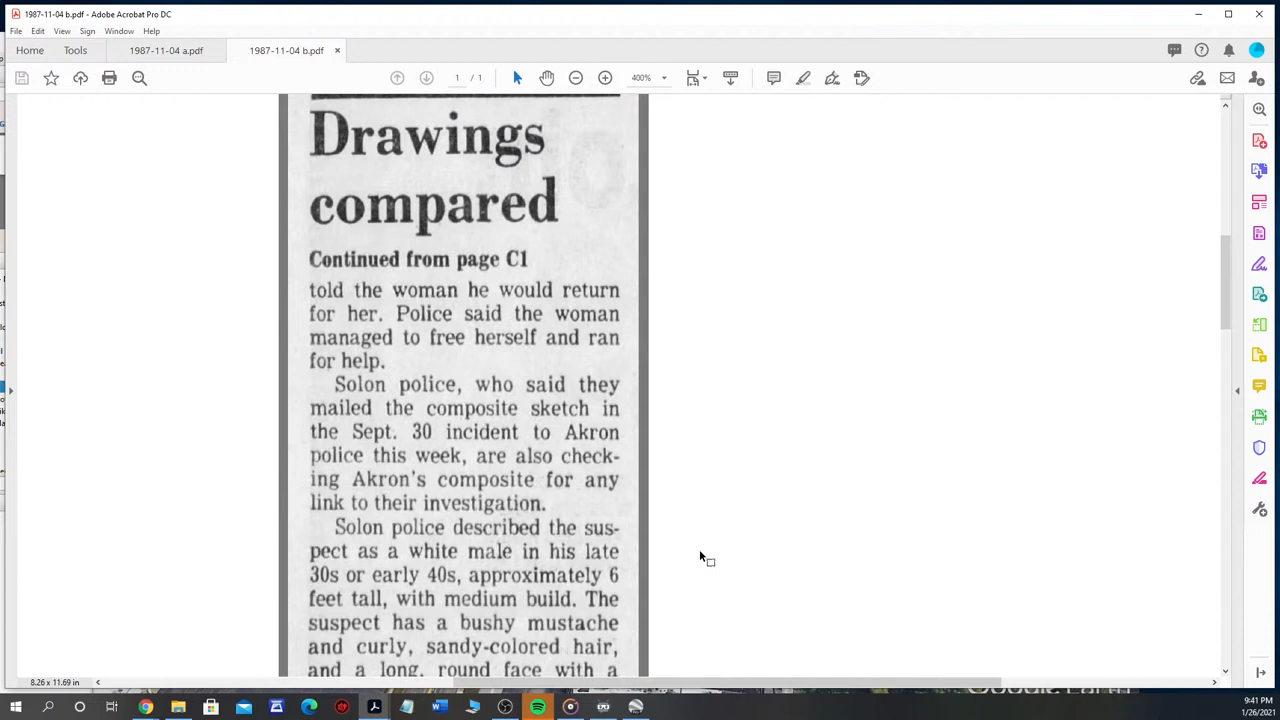 1987-11-04 b.pdf - Adobe Acrobat Pro DC
File Edit View Sign Window Help
Home Tools 1987-11-04 a.pdf 1987-11-04 b.pdf ×
1 / 1 400%
Drawings
compared
Continued from page C1
told the woman he would return
for her. Police said the woman
managed to free herself and ran
for help.
Solon police, who said they
mailed the composite sketch in
the Sept. 30 incident to Akron
police this week, are also check-
ing Akron's composite for any
link to their investigation.
Solon police described the sus-
pect as a white male in his late
30s or early 40s, approximately 6
feet tall, with medium build. The
suspect has a bushy mustache
and curly, sandy-colored hair,
and a long, round face with a
8.26 x 11.69 in
Google Earth
9:41 PM
1/26/2021